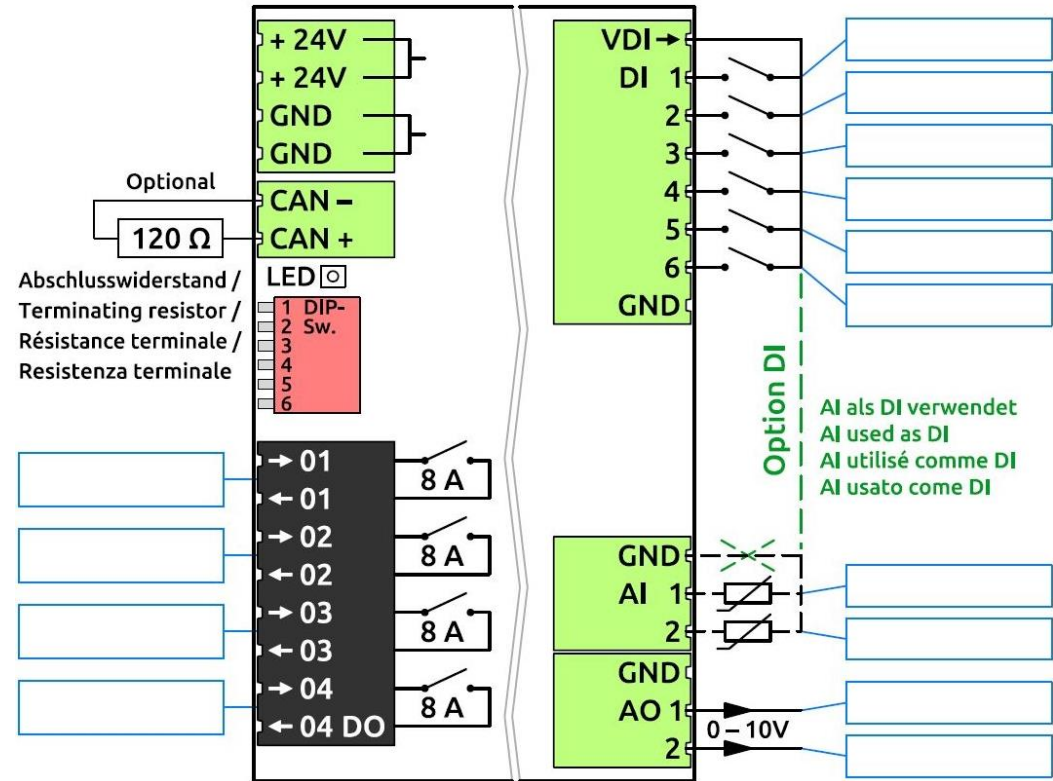 + 24V
+ 24V
GND
GND
Optional
CAN –
CAN +
120 Ω
Abschlusswiderstand /
Terminating resistor /
Résistance terminale /
Resistenza terminale
LED
1 DIP-
2 Sw.
3
4
5
6
→ 01
← 01
8 A
→ 02
← 02
8 A
→ 03
← 03
8 A
→ 04
← 04 DO
8 A
VDI →
DI 1
2
3
4
5
6
GND
Option DI
AI als DI verwendet
AI used as DI
AI utilisé comme DI
AI usato come DI
GND
AI 1
2
GND
AO 1
0 – 10V
2